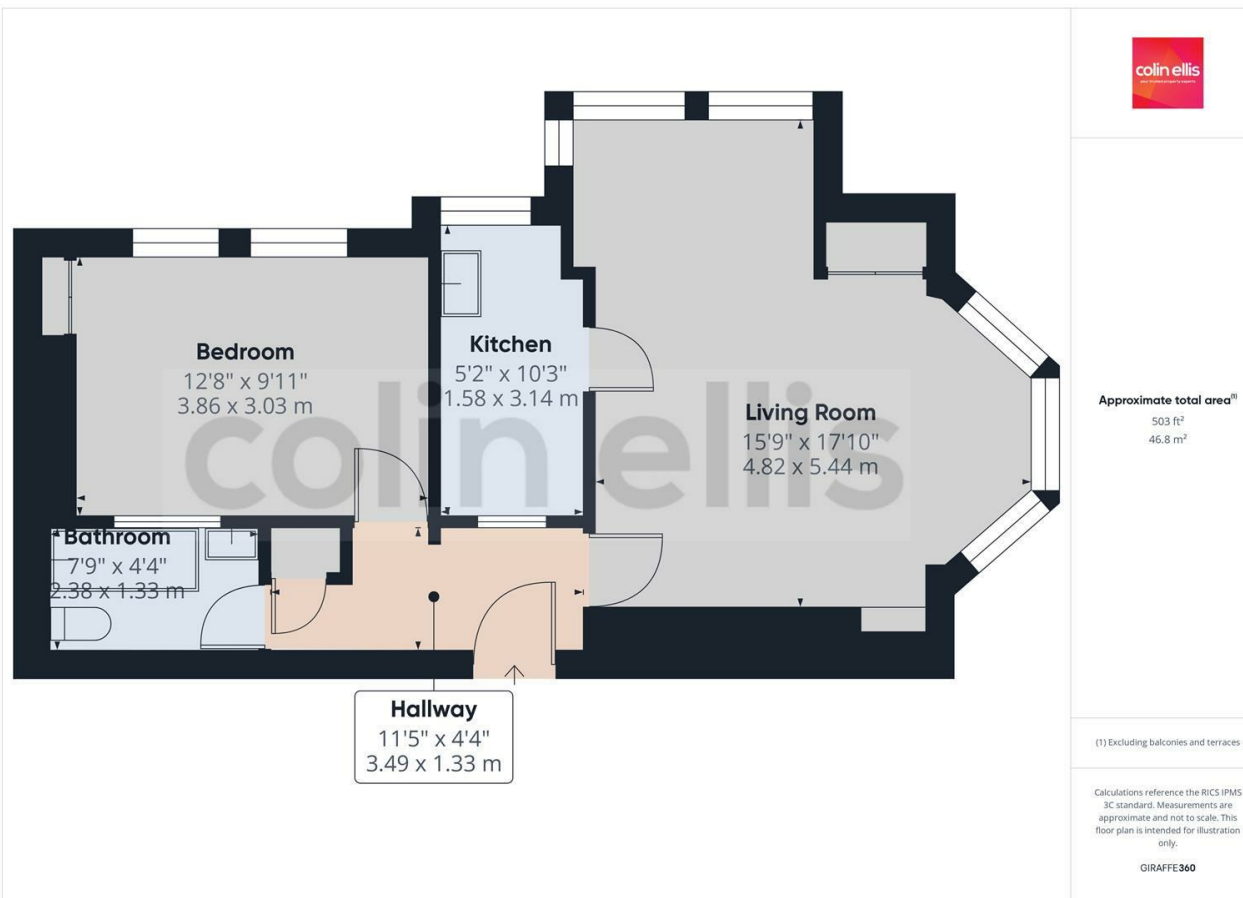 colin ellis
your trusted property experts
Bedroom
12'8" x 9'11"
3.86 x 3.03 m
Kitchen
5'2" x 10'3"
1.58 x 3.14 m
Living Room
15'9" x 17'10"
4.82 x 5.44 m
colin ellis
Bathroom
7'9" x 4'4"
2.38 x 1.33 m
Hallway
11'5" x 4'4"
3.49 x 1.33 m
Approximate total area(1)
503 ft²
46.8 m²
(1) Excluding balconies and terraces
Calculations reference the RICS IPMS
3C standard. Measurements are
approximate and not to scale. This
floor plan is intended for illustration
only.
GIRAFFE360